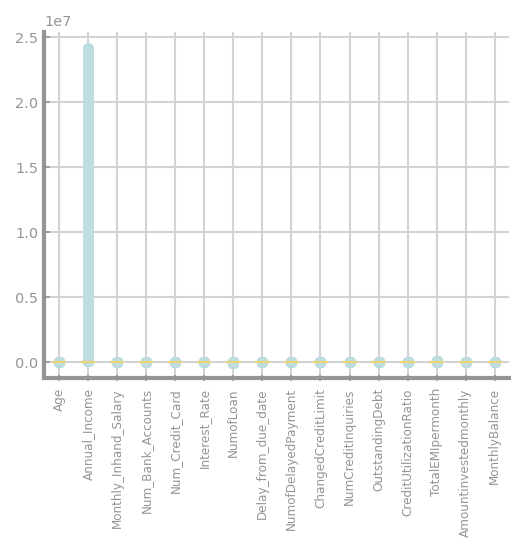 1e7
2.5
2.0
1.5
1.0
0.5
0.0
Age
Annual_Income
Monthly_Inhand_Salary
Num_Bank_Accounts
Num_Credit_Card
Interest_Rate
NumofLoan
Delay_from_due_date
NumofDelayedPayment
ChangedCreditLimit
NumCreditInquiries
OutstandingDebt
CreditUtilizationRatio
TotalEMIpermonth
Amountinvestedmonthly
MonthlyBalance